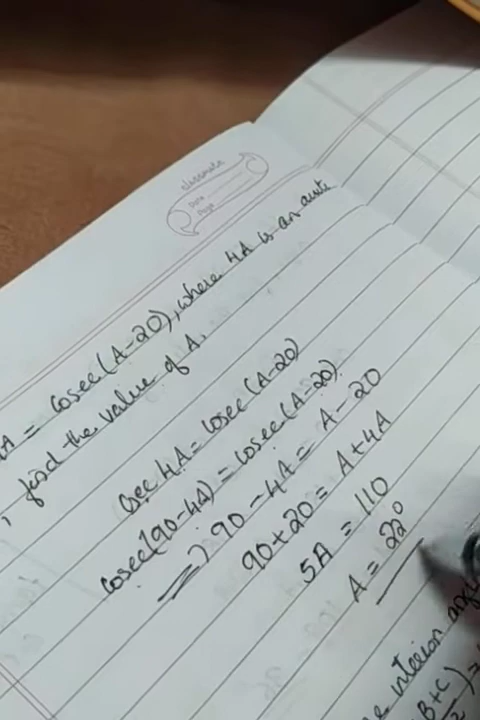 classmate
Date
Page
A = Cosec(A-20), where 4A is an acute
, find the value of A.
Sec 4A = Cosec(A-20)
Cosec(90-4A) = cosec(A-20)
=> 90-4A = A-20
90+20 = A+4A
5A = 110
A = 22°
interior
B+C